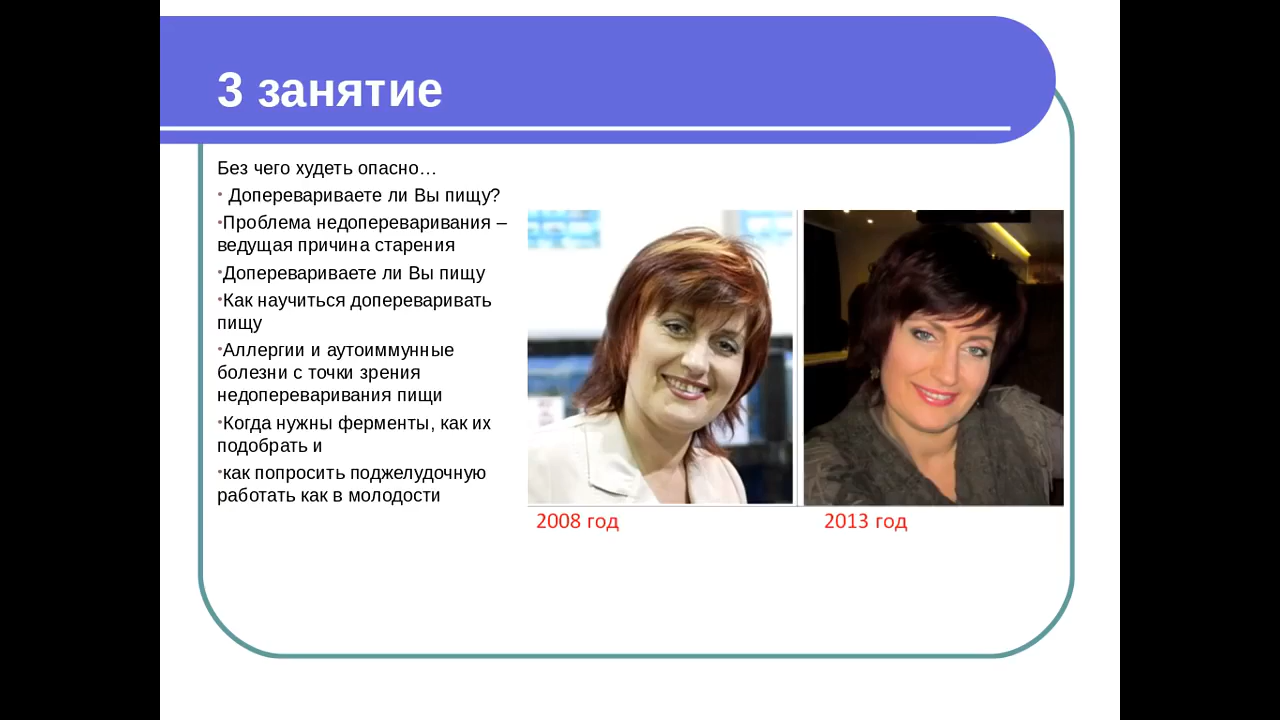 3 занятие
Без чего худеть опасно…
• Доперевариваете ли Вы пищу?
•Проблема недопереваривания –
ведущая причина старения
•Доперевариваете ли Вы пищу
•Как научиться допереваривать
пищу
•Аллергии и аутоиммунные
болезни с точки зрения
недопереваривания пищи
•Когда нужны ферменты, как их
подобрать и
•как попросить поджелудочную
работать как в молодости
2008 год
2013 год